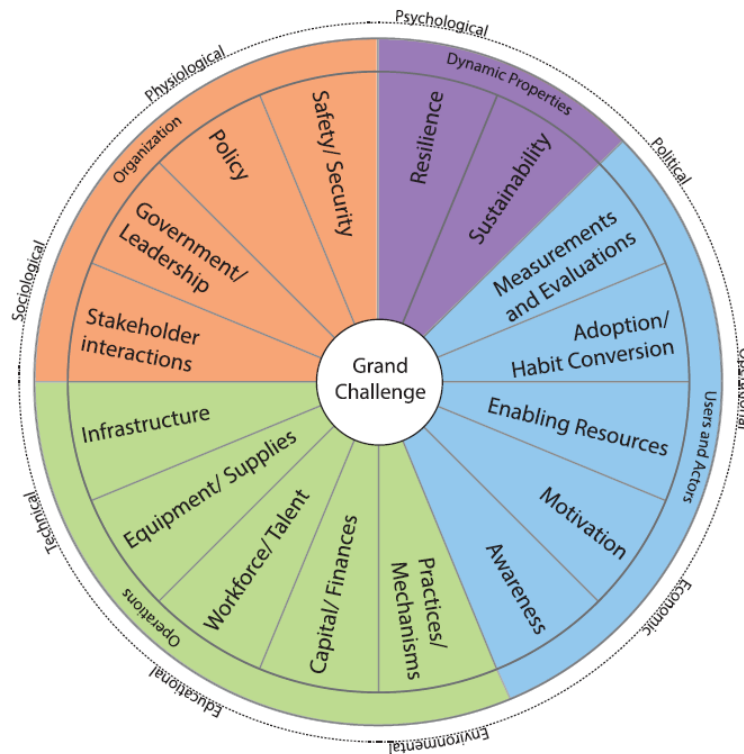 Psychological
Dynamic Properties
Resilience
Sustainability
Political
Measurements
and Evaluations
Adoption/
Habit Conversion
Enabling Resources
Users and Actors
Motivation
Economic
Awareness
Practices/
Mechanisms
Environmental
Capital/ Finances
Workforce/ Talent
Educational
Operations
Equipment/ Supplies
Technical
Infrastructure
Stakeholder
interactions
Sociological
Government/
Leadership
Organization
Policy
Physiological
Safety/ Security
Grand
Challenge